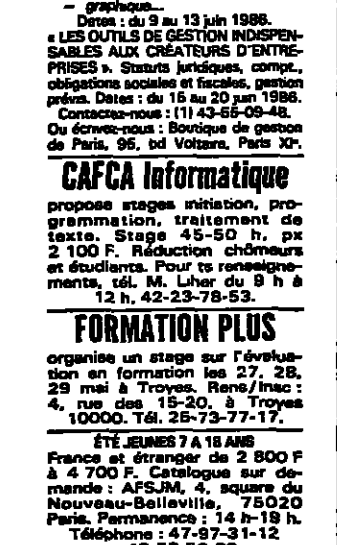 – graphique...
Dates : du 9 au 13 juin 1986.
« LES OUTILS DE GESTION INDISPEN-
SABLES AUX CRÉATEURS D'ENTRE-
PRISES ». Statuts juridiques, compt.,
obligations sociales et fiscales, gestion
prévis. Dates : du 16 au 20 juin 1986.
Contactez-nous : (1) 43-55-09-48.
Ou écrivez-nous : Boutique de gestion
de Paris, 95, bd Voltaire, Paris XIe.
CAFCA Informatique
propose stages initiation, pro-
grammation, traitement de
texte. Stage 45-50 h, px
2 100 F. Réduction chômeurs
et étudiants. Pour ts renseigne-
ments, tél. M. Liher du 9 h à
12 h, 42-23-78-53.
FORMATION PLUS
organise un stage sur l'évalua-
tion en formation les 27, 28,
29 mai à Troyes. Rens/Insc :
4, rue des 15-20, à Troyes
10000. Tél. 25-73-77-17.
ÉTÉ JEUNES 7 A 18 ANS
France et étranger de 2 800 F
à 4 700 F. Catalogue sur de-
mande : AFSJM, 4, square du
Nouveau-Belleville, 75020
Paris. Permanence : 14 h-19 h.
Téléphone : 47-97-31-12